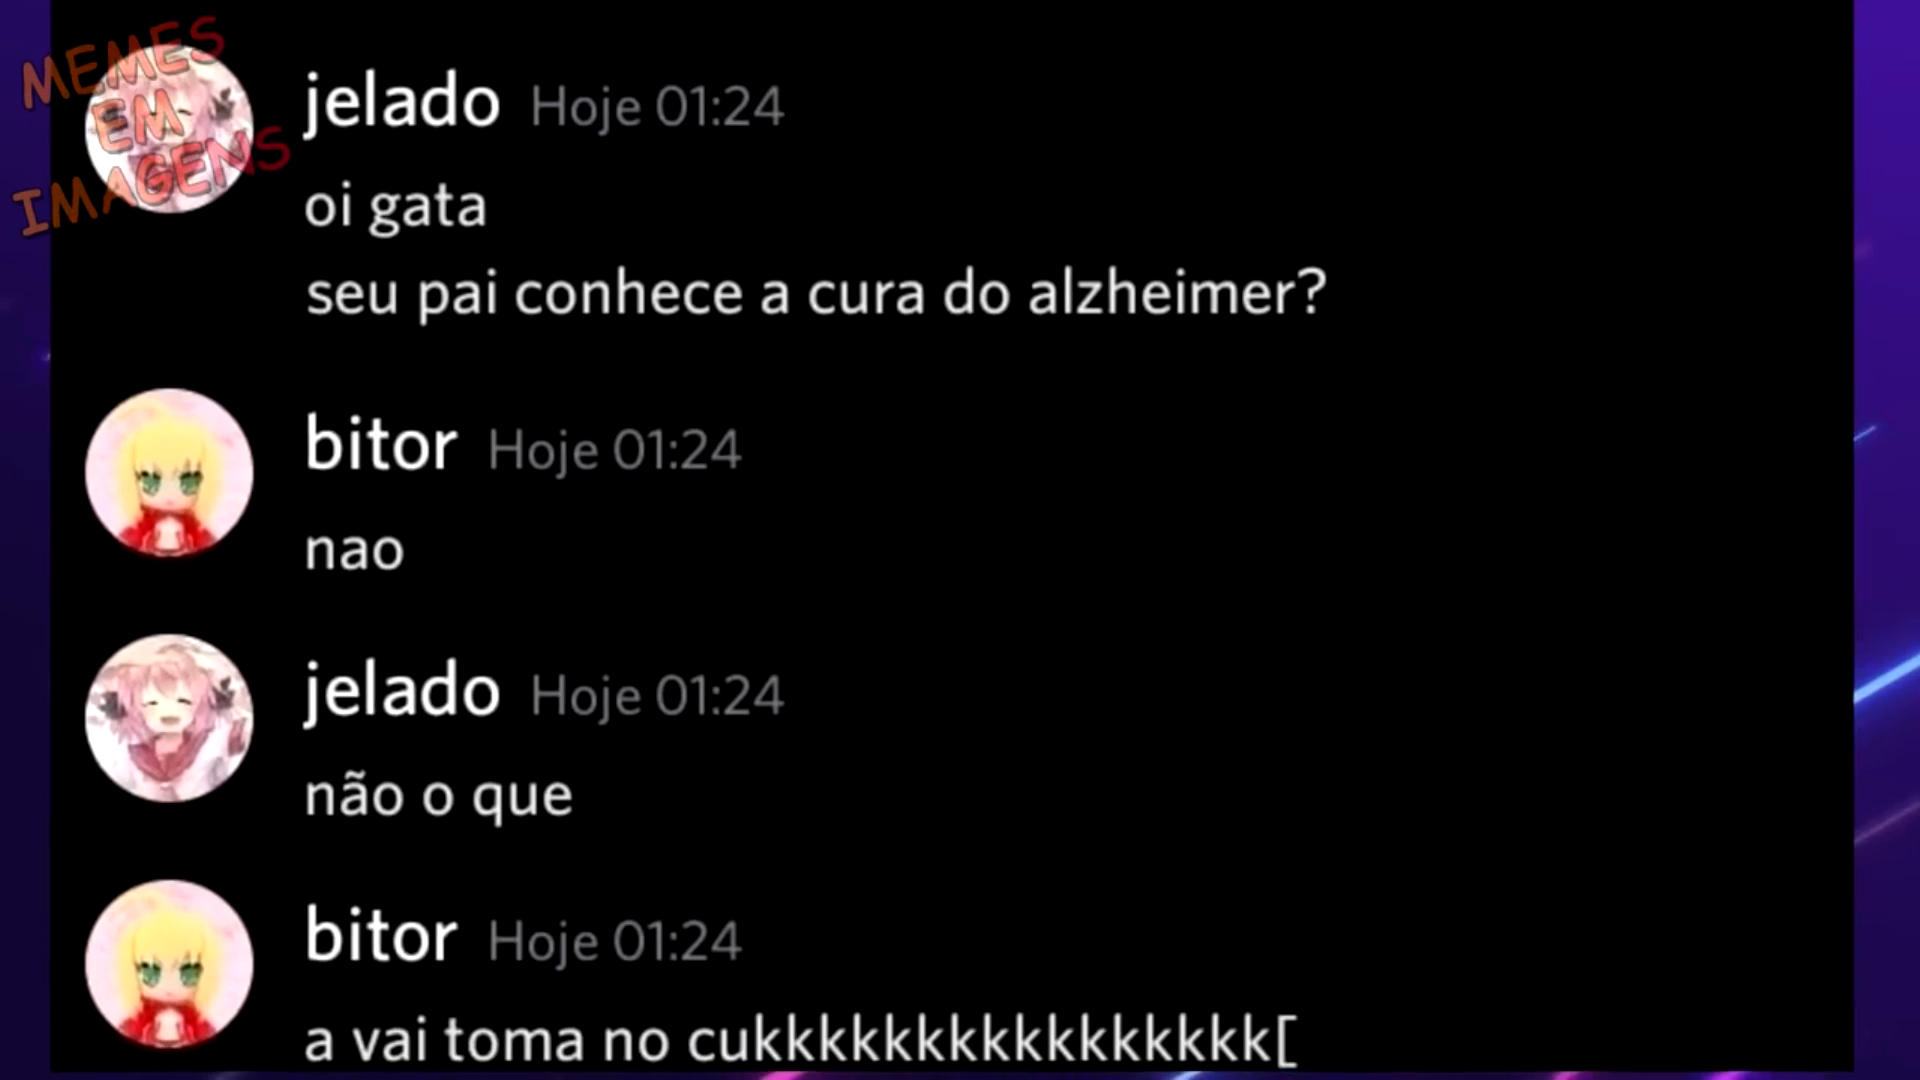 MEMES
EM
IMAGENS
jelado Hoje 01:24
oi gata
seu pai conhece a cura do alzheimer?
bitor Hoje 01:24
nao
jelado Hoje 01:24
não o que
bitor Hoje 01:24
a vai toma no cukkkkkkkkkkkkkkkk[